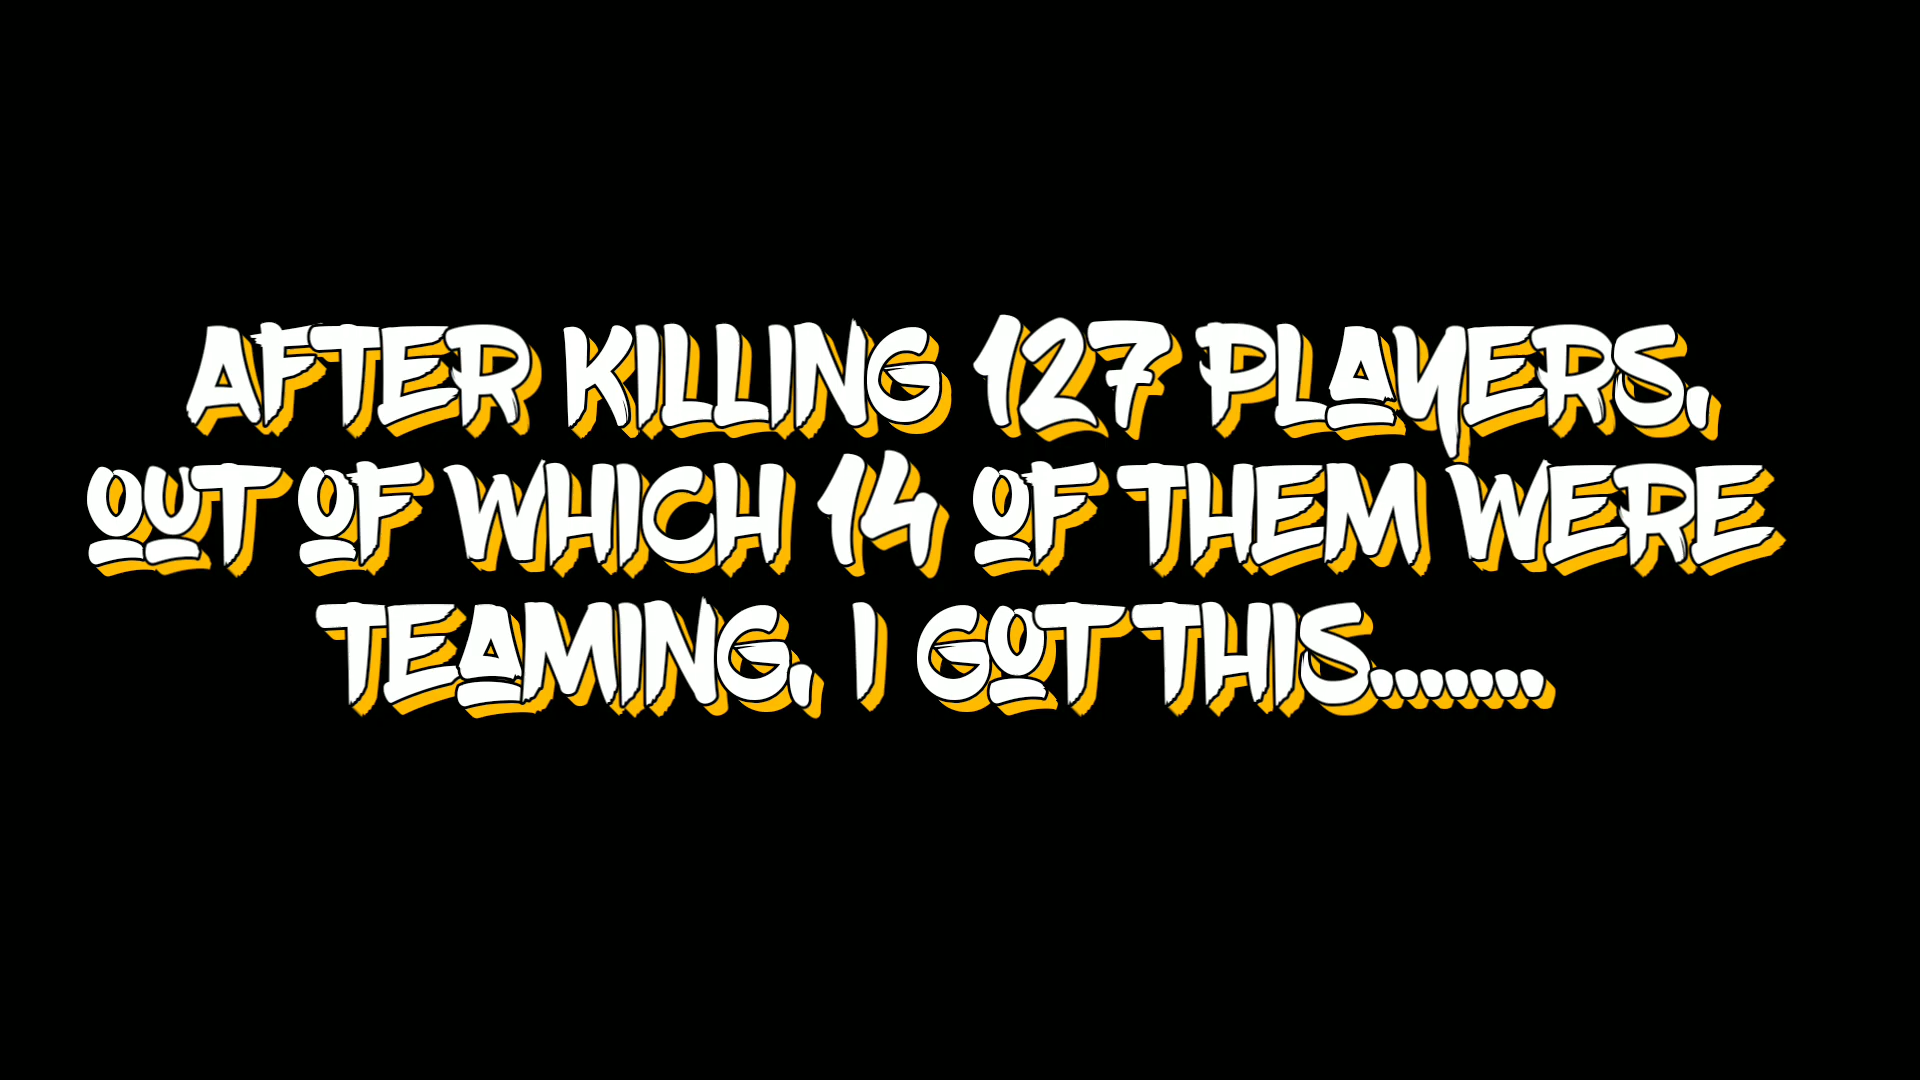 AFTER KILLING 127 PLAYERS,
OUT OF WHICH 14 OF THEM WERE
TEAMING, I GOT THIS.......